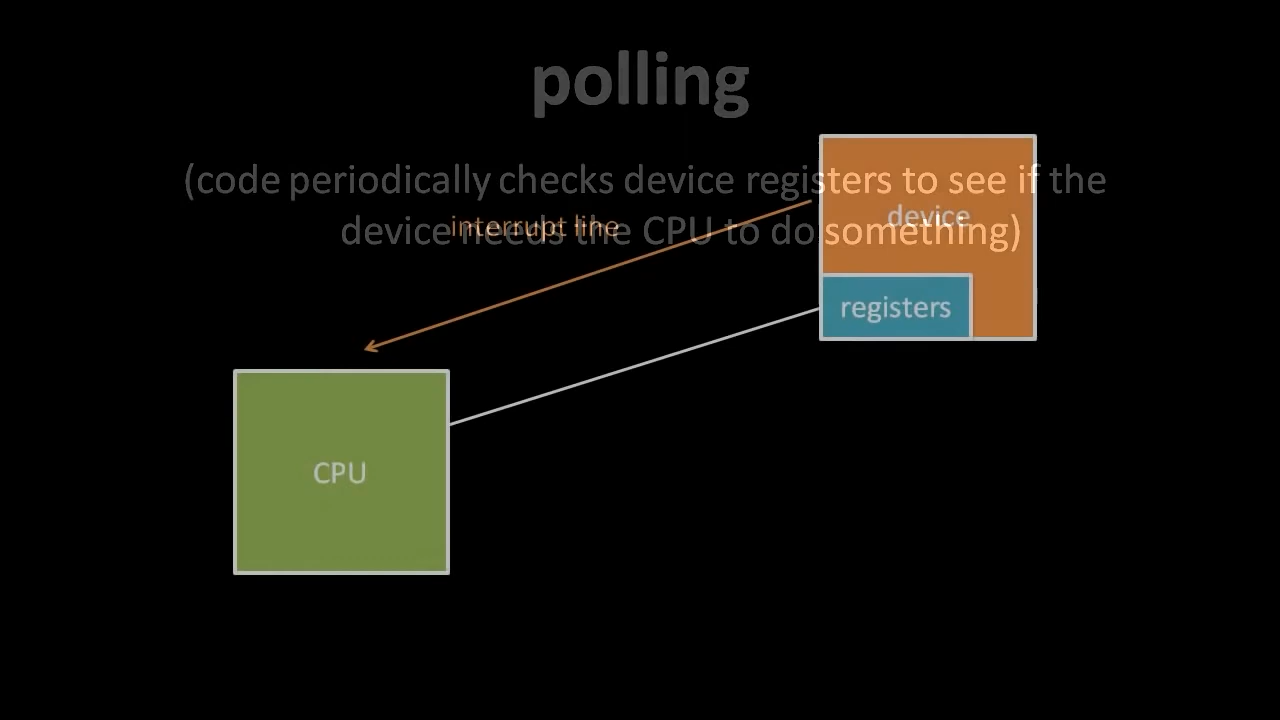 polling
(code periodically checks device registers to see if the
device needs the CPU to do something)
interrupt line
device
registers
CPU